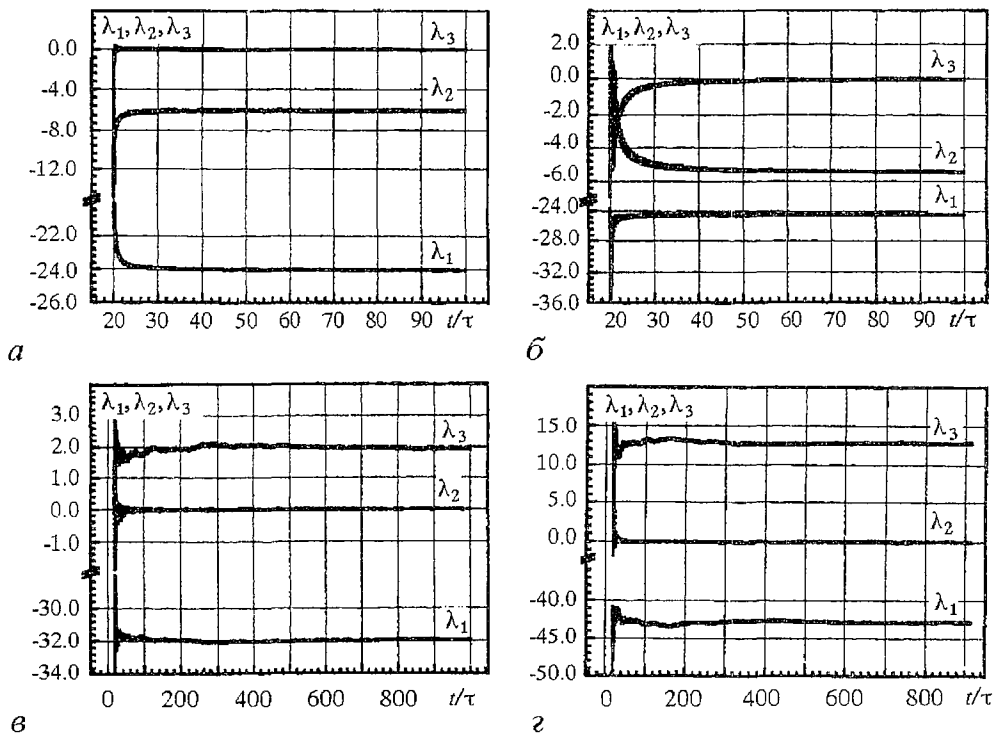 λ₁, λ₂, λ₃
0.0
-4.0
-8.0
-12.0
-22.0
-24.0
-26.0
λ₃
λ₂
λ₁
20 30 40 50 60 70 80 90 t/τ
а
λ₁, λ₂, λ₃
2.0
0.0
-2.0
-4.0
-6.0
-24.0
-28.0
-32.0
-36.0
λ₃
λ₂
λ₁
20 30 40 50 60 70 80 90 t/τ
б
λ₁, λ₂, λ₃
3.0
2.0
1.0
0.0
-1.0
-30.0
-32.0
-34.0
λ₃
λ₂
λ₁
0 200 400 600 800 t/τ
в
λ₁, λ₂, λ₃
15.0
10.0
5.0
0.0
-40.0
-45.0
-50.0
λ₃
λ₂
λ₁
0 200 400 600 800 t/τ
г